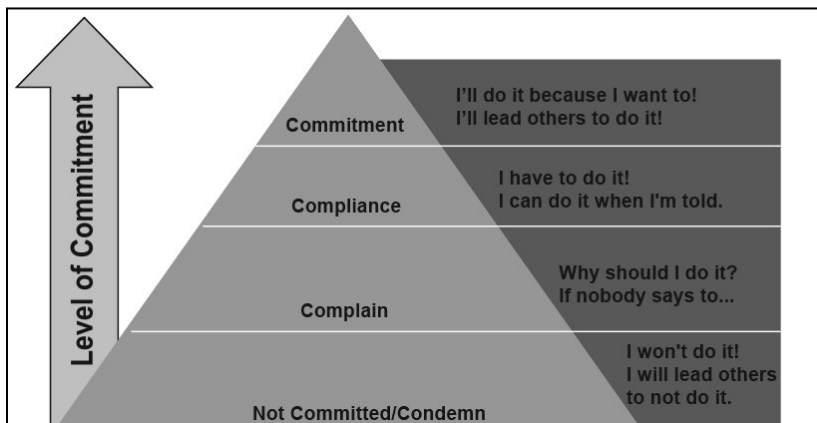 Level of Commitment
Commitment
I'll do it because I want to!
I'll lead others to do it!
Compliance
I have to do it!
I can do it when I'm told.
Complain
Why should I do it?
If nobody says to...
Not Committed/Condemn
I won't do it!
I will lead others
to not do it.